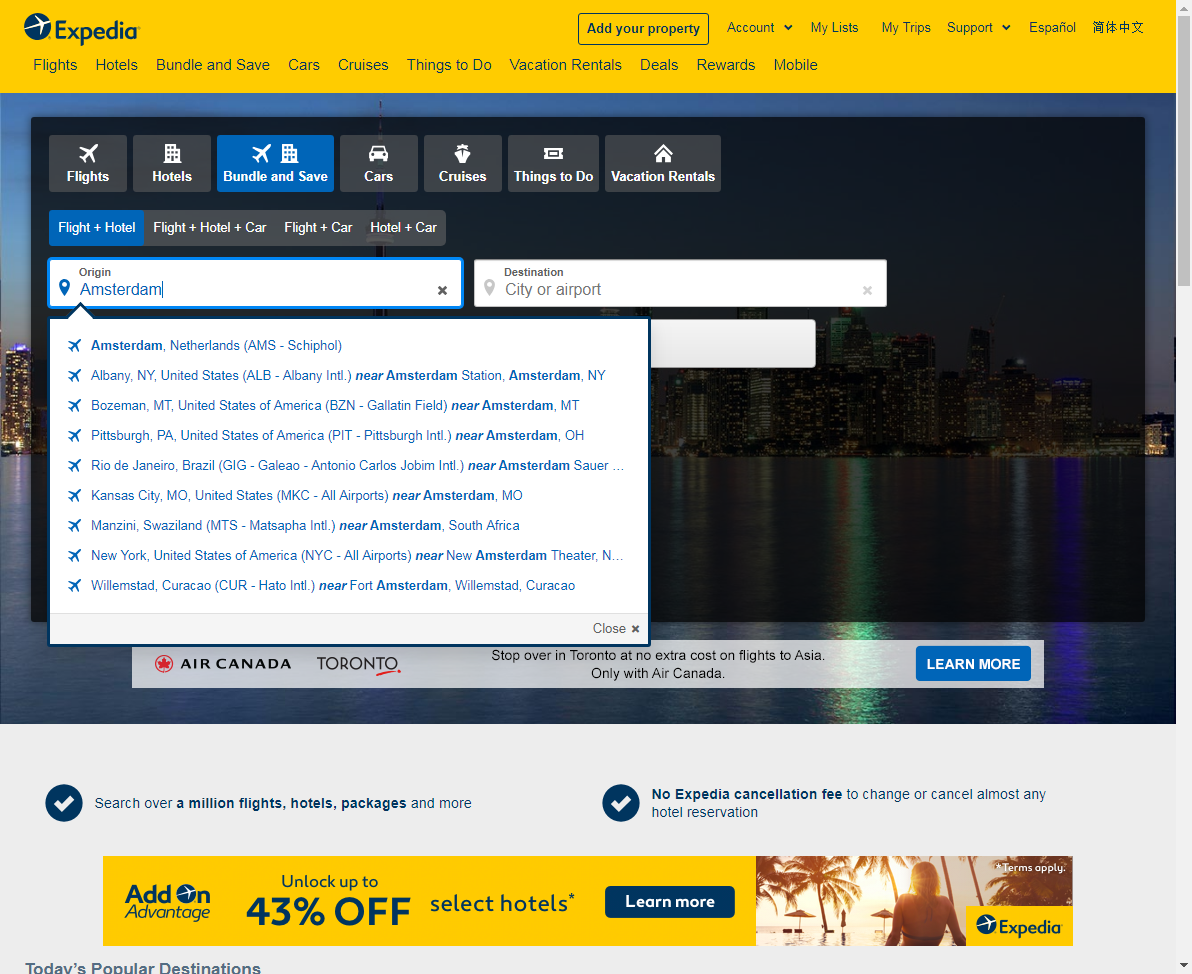 Expedia
Add your property
Account
My Lists
My Trips
Support
Español
简体中文
Flights
Hotels
Bundle and Save
Cars
Cruises
Things to Do
Vacation Rentals
Deals
Rewards
Mobile
Flights
Hotels
Bundle and Save
Cars
Cruises
Things to Do
Vacation Rentals
Flight + Hotel
Flight + Hotel + Car
Flight + Car
Hotel + Car
Origin
Amsterdam
Destination
City or airport
Amsterdam, Netherlands (AMS - Schiphol)
Albany, NY, United States (ALB - Albany Intl.) near Amsterdam Station, Amsterdam, NY
Bozeman, MT, United States of America (BZN - Gallatin Field) near Amsterdam, MT
Pittsburgh, PA, United States of America (PIT - Pittsburgh Intl.) near Amsterdam, OH
Rio de Janeiro, Brazil (GIG - Galeao - Antonio Carlos Jobim Intl.) near Amsterdam Sauer ...
Kansas City, MO, United States (MKC - All Airports) near Amsterdam, MO
Manzini, Swaziland (MTS - Matsapha Intl.) near Amsterdam, South Africa
New York, United States of America (NYC - All Airports) near New Amsterdam Theater, N...
Willemstad, Curacao (CUR - Hato Intl.) near Fort Amsterdam, Willemstad, Curacao
Close
AIR CANADA
TORONTO
Stop over in Toronto at no extra cost on flights to Asia.
Only with Air Canada.
LEARN MORE
Search over a million flights, hotels, packages and more
No Expedia cancellation fee to change or cancel almost any
hotel reservation
Add On
Advantage
Unlock up to
43% OFF
select hotels*
Learn more
*Terms apply.
Expedia
Today's Popular Destinations